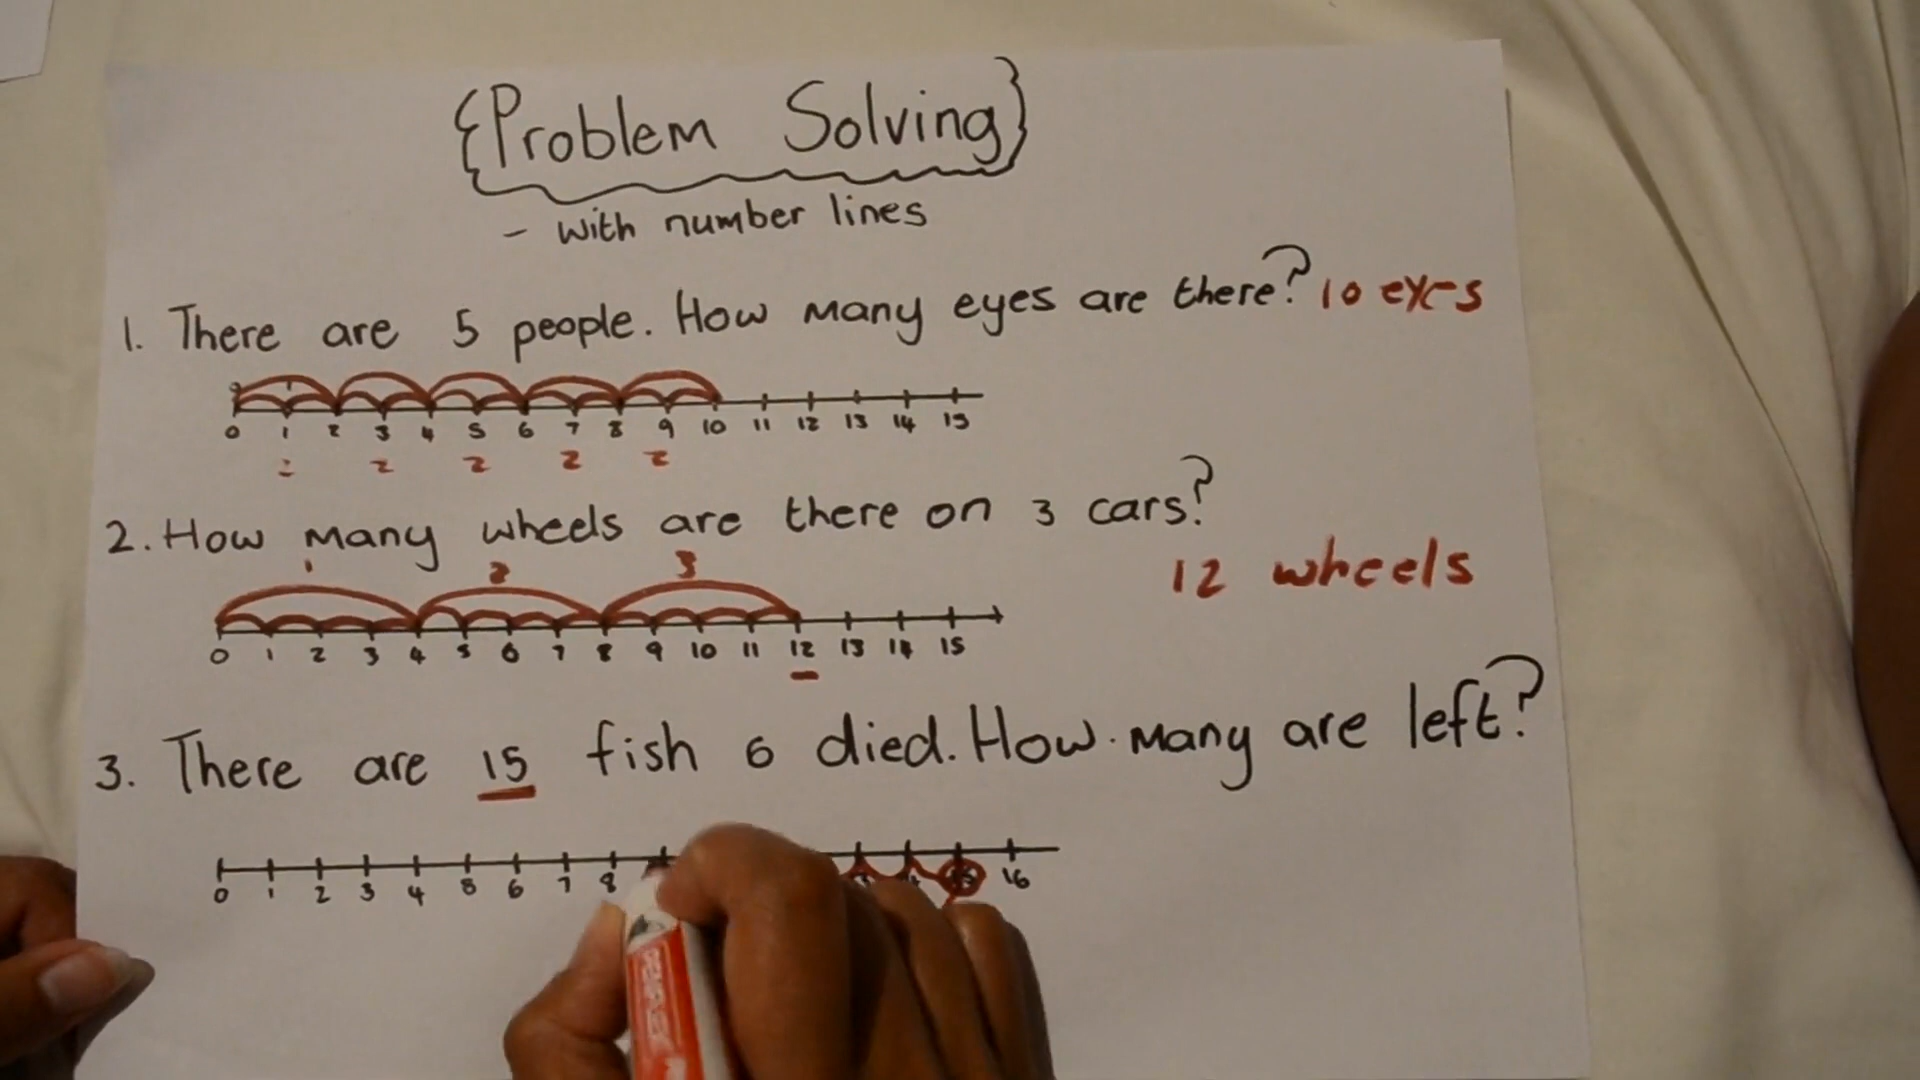 {Problem Solving}
- with number lines
1. There are 5 people. How many eyes are there? 10 eyes
0 1 2 3 4 5 6 7 8 9 10 11 12 13 14 15
2 2 2 2
2. How many wheels are there on 3 cars?
1 2 3
12 wheels
0 1 2 3 4 5 6 7 8 9 10 11 12 13 14 15
3. There are 15 fish 6 died. How many are left?
0 1 2 3 4 5 6 7 8 15 16